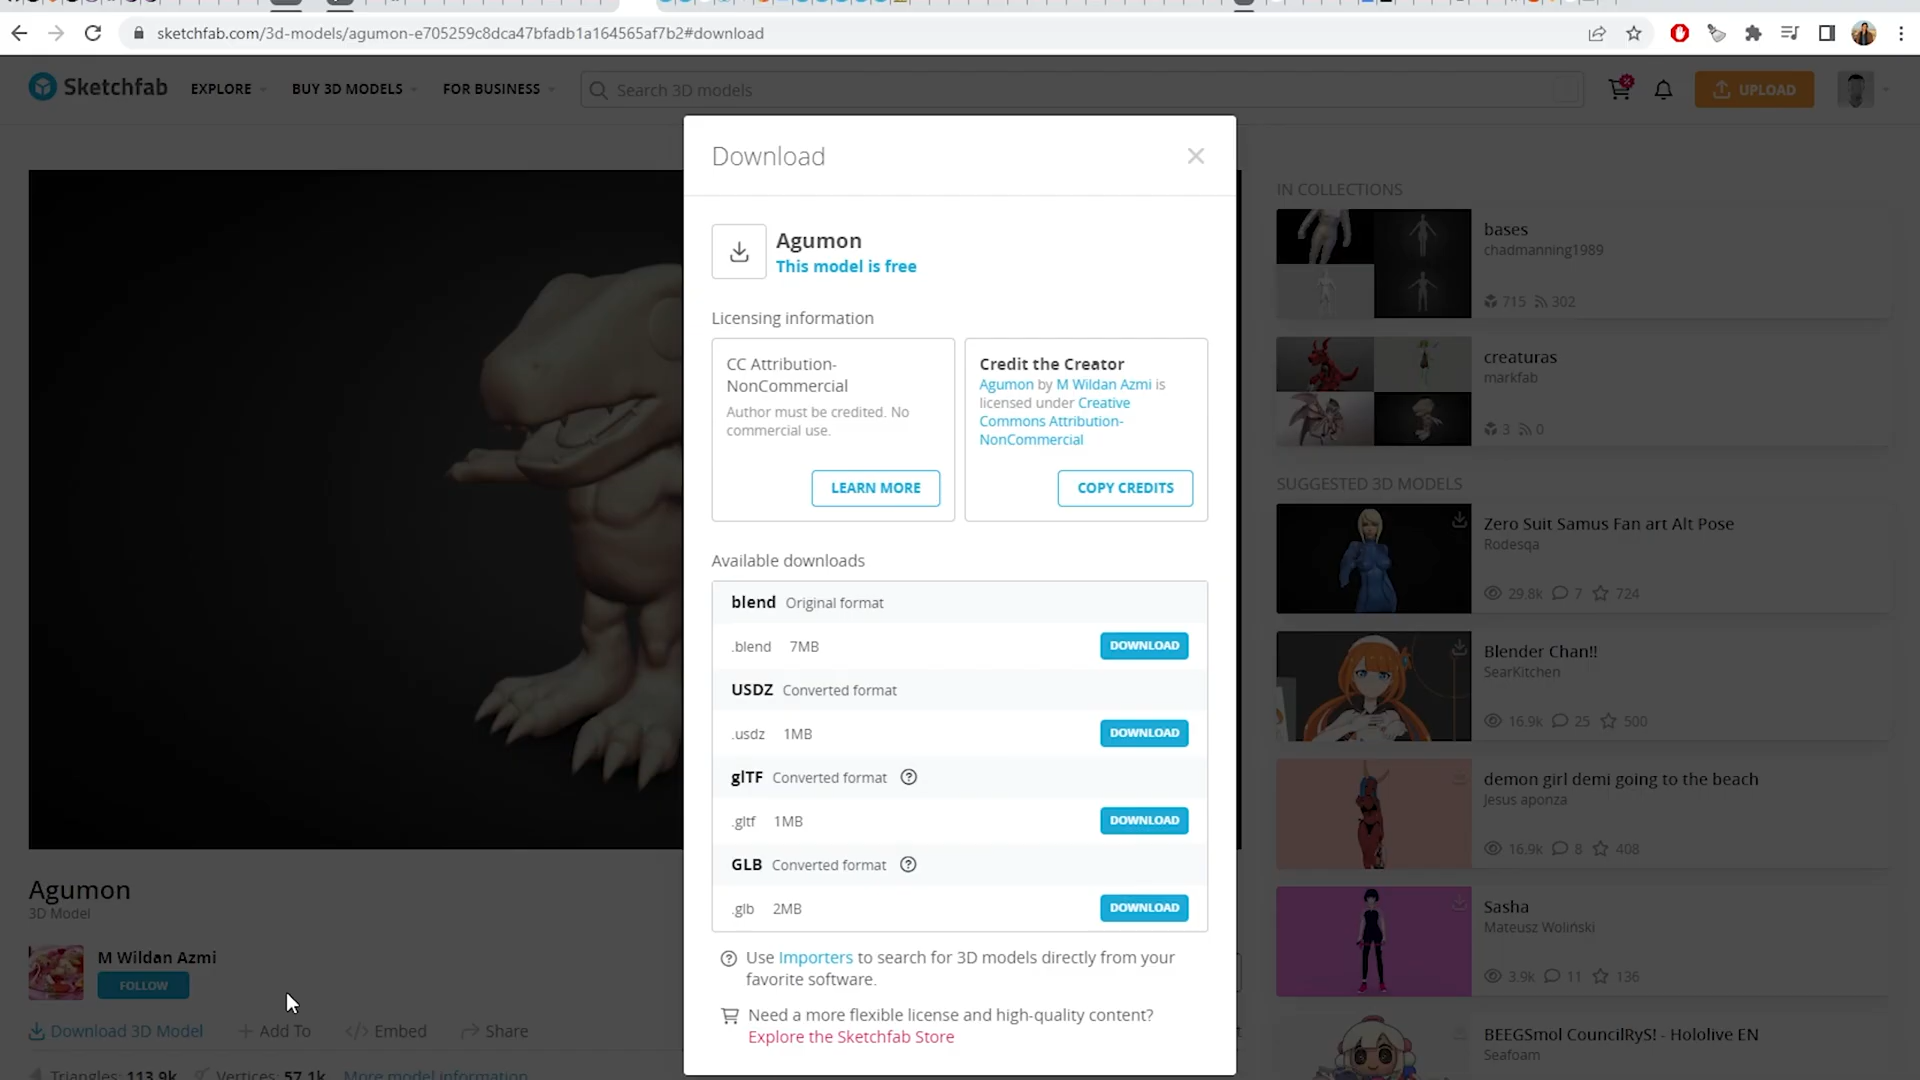 sketchfab.com/3d-models/agumon-e705259c8dca47bfadb1a164565af7b2#download
Sketchfab EXPLORE BUY 3D MODELS FOR BUSINESS Search 3D models UPLOAD
Download
Agumon
This model is free
Licensing information
CC Attribution-
NonCommercial
Author must be credited. No
commercial use.
LEARN MORE
Credit the Creator
Agumon by M Wildan Azmi is
licensed under Creative
Commons Attribution-
NonCommercial
COPY CREDITS
Available downloads
blend Original format
.blend 7MB DOWNLOAD
USDZ Converted format
.usdz 1MB DOWNLOAD
glTF Converted format ?
.gltf 1MB DOWNLOAD
GLB Converted format ?
.glb 2MB DOWNLOAD
? Use Importers to search for 3D models directly from your
favorite software.
Need a more flexible license and high-quality content?
Explore the Sketchfab Store
Agumon
3D Model
M Wildan Azmi
FOLLOW
Download 3D Model + Add To </> Embed Share
Triangles: 113.9k Vertices: 57.1k More model information
IN COLLECTIONS
bases
chadmanning1989
715 302
creaturas
markfab
3 0
SUGGESTED 3D MODELS
Zero Suit Samus Fan art Alt Pose
Rodesqa
29.8k 7 724
Blender Chan!!
SearKitchen
16.9k 25 500
demon girl demi going to the beach
Jesus aponza
16.9k 8 408
Sasha
Mateusz Woliński
3.9k 11 136
BEEGSmol CouncilRyS! - Hololive EN
Seafoam